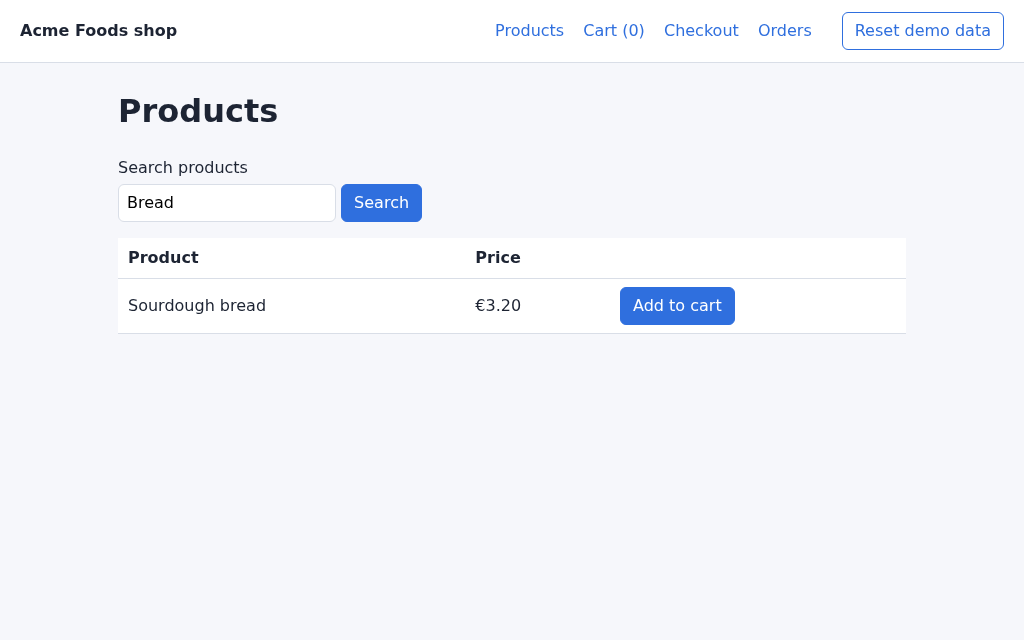 Acme Foods shop Products Cart (0) Checkout Orders Reset demo data
Products
Search products
Bread Search
Product Price
Sourdough bread €3.20 Add to cart